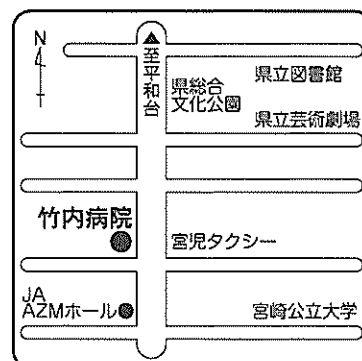 N
至平和台
県立図書館
県総合
文化公園
県立芸術劇場
竹内病院
宮児タクシー
JA
AZMホール
宮崎公立大学